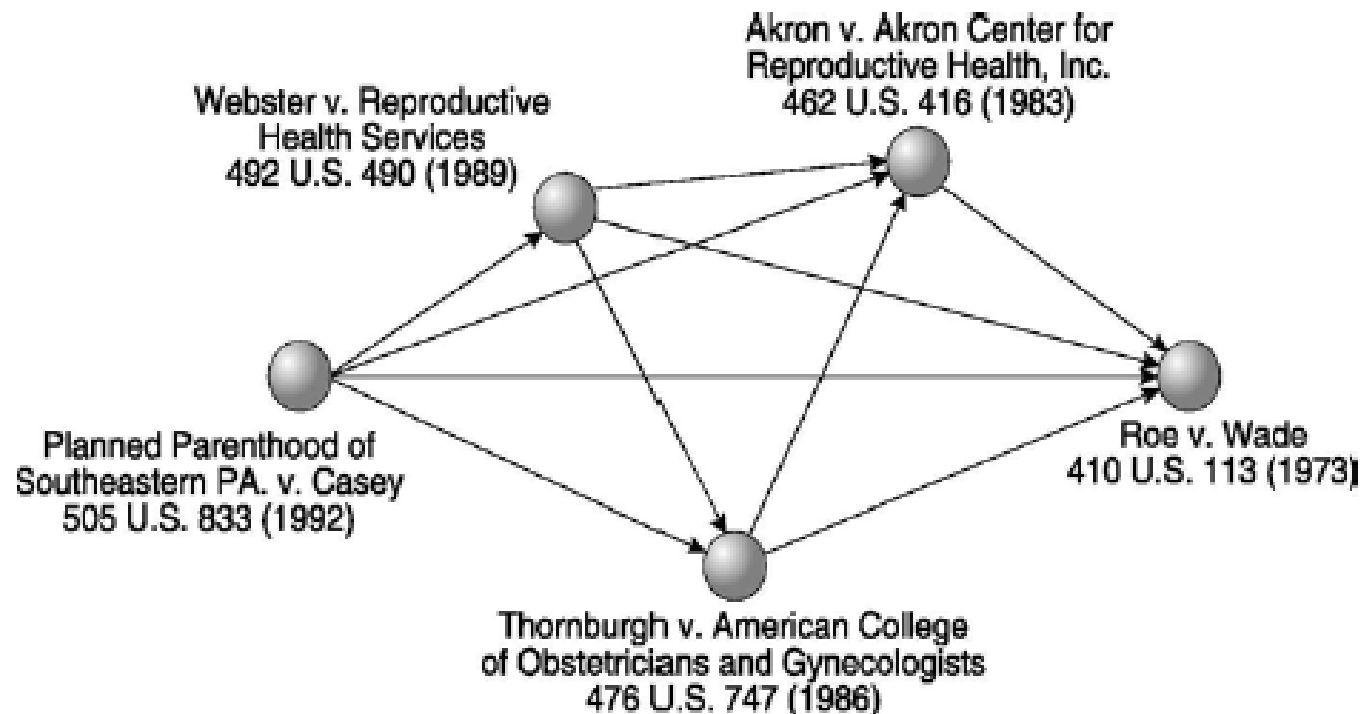 Akron v. Akron Center for
Reproductive Health, Inc.
462 U.S. 416 (1983)
Webster v. Reproductive
Health Services
492 U.S. 490 (1989)
Planned Parenthood of
Southeastern PA. v. Casey
505 U.S. 833 (1992)
Roe v. Wade
410 U.S. 113 (1973)
Thornburgh v. American College
of Obstetricians and Gynecologists
476 U.S. 747 (1986)